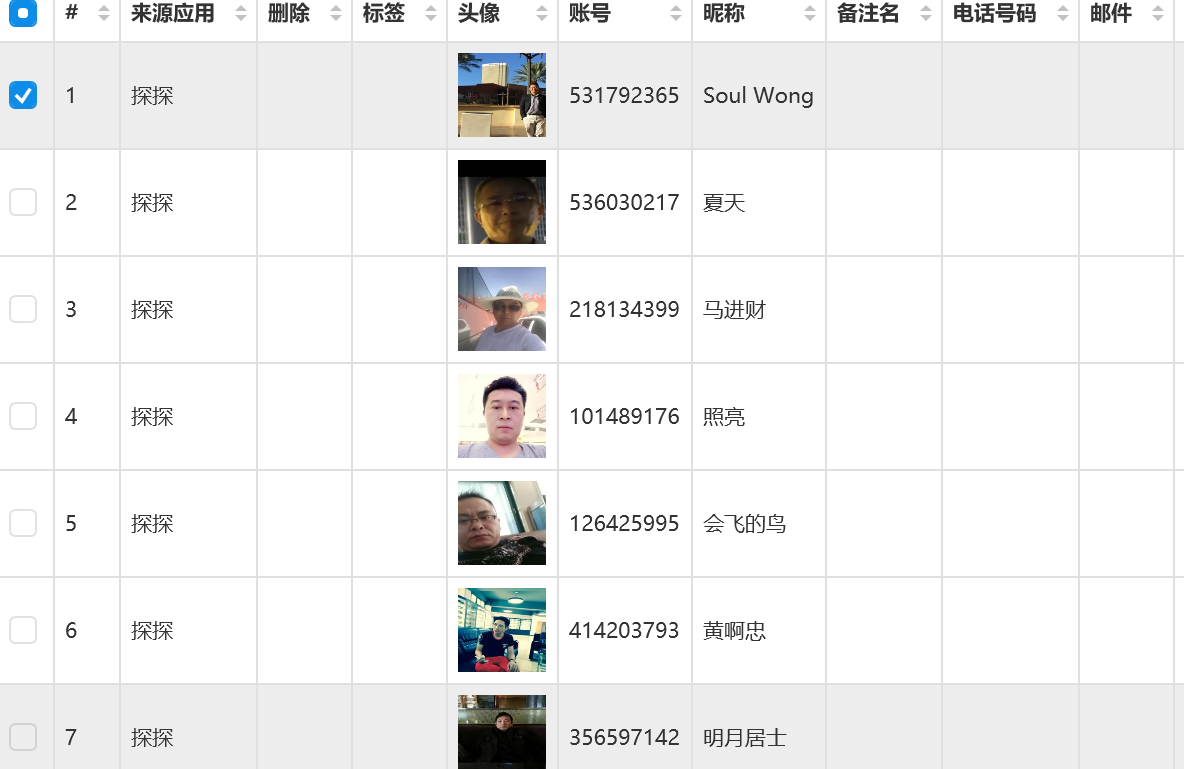 # 来源应用 删除 标签 头像 账号 昵称 备注名 电话号码 邮件
1 探探 531792365 Soul Wong
2 探探 536030217 夏天
3 探探 218134399 马进财
4 探探 101489176 照亮
5 探探 126425995 会飞的鸟
6 探探 414203793 黄啊忠
7 探探 356597142 明月居士